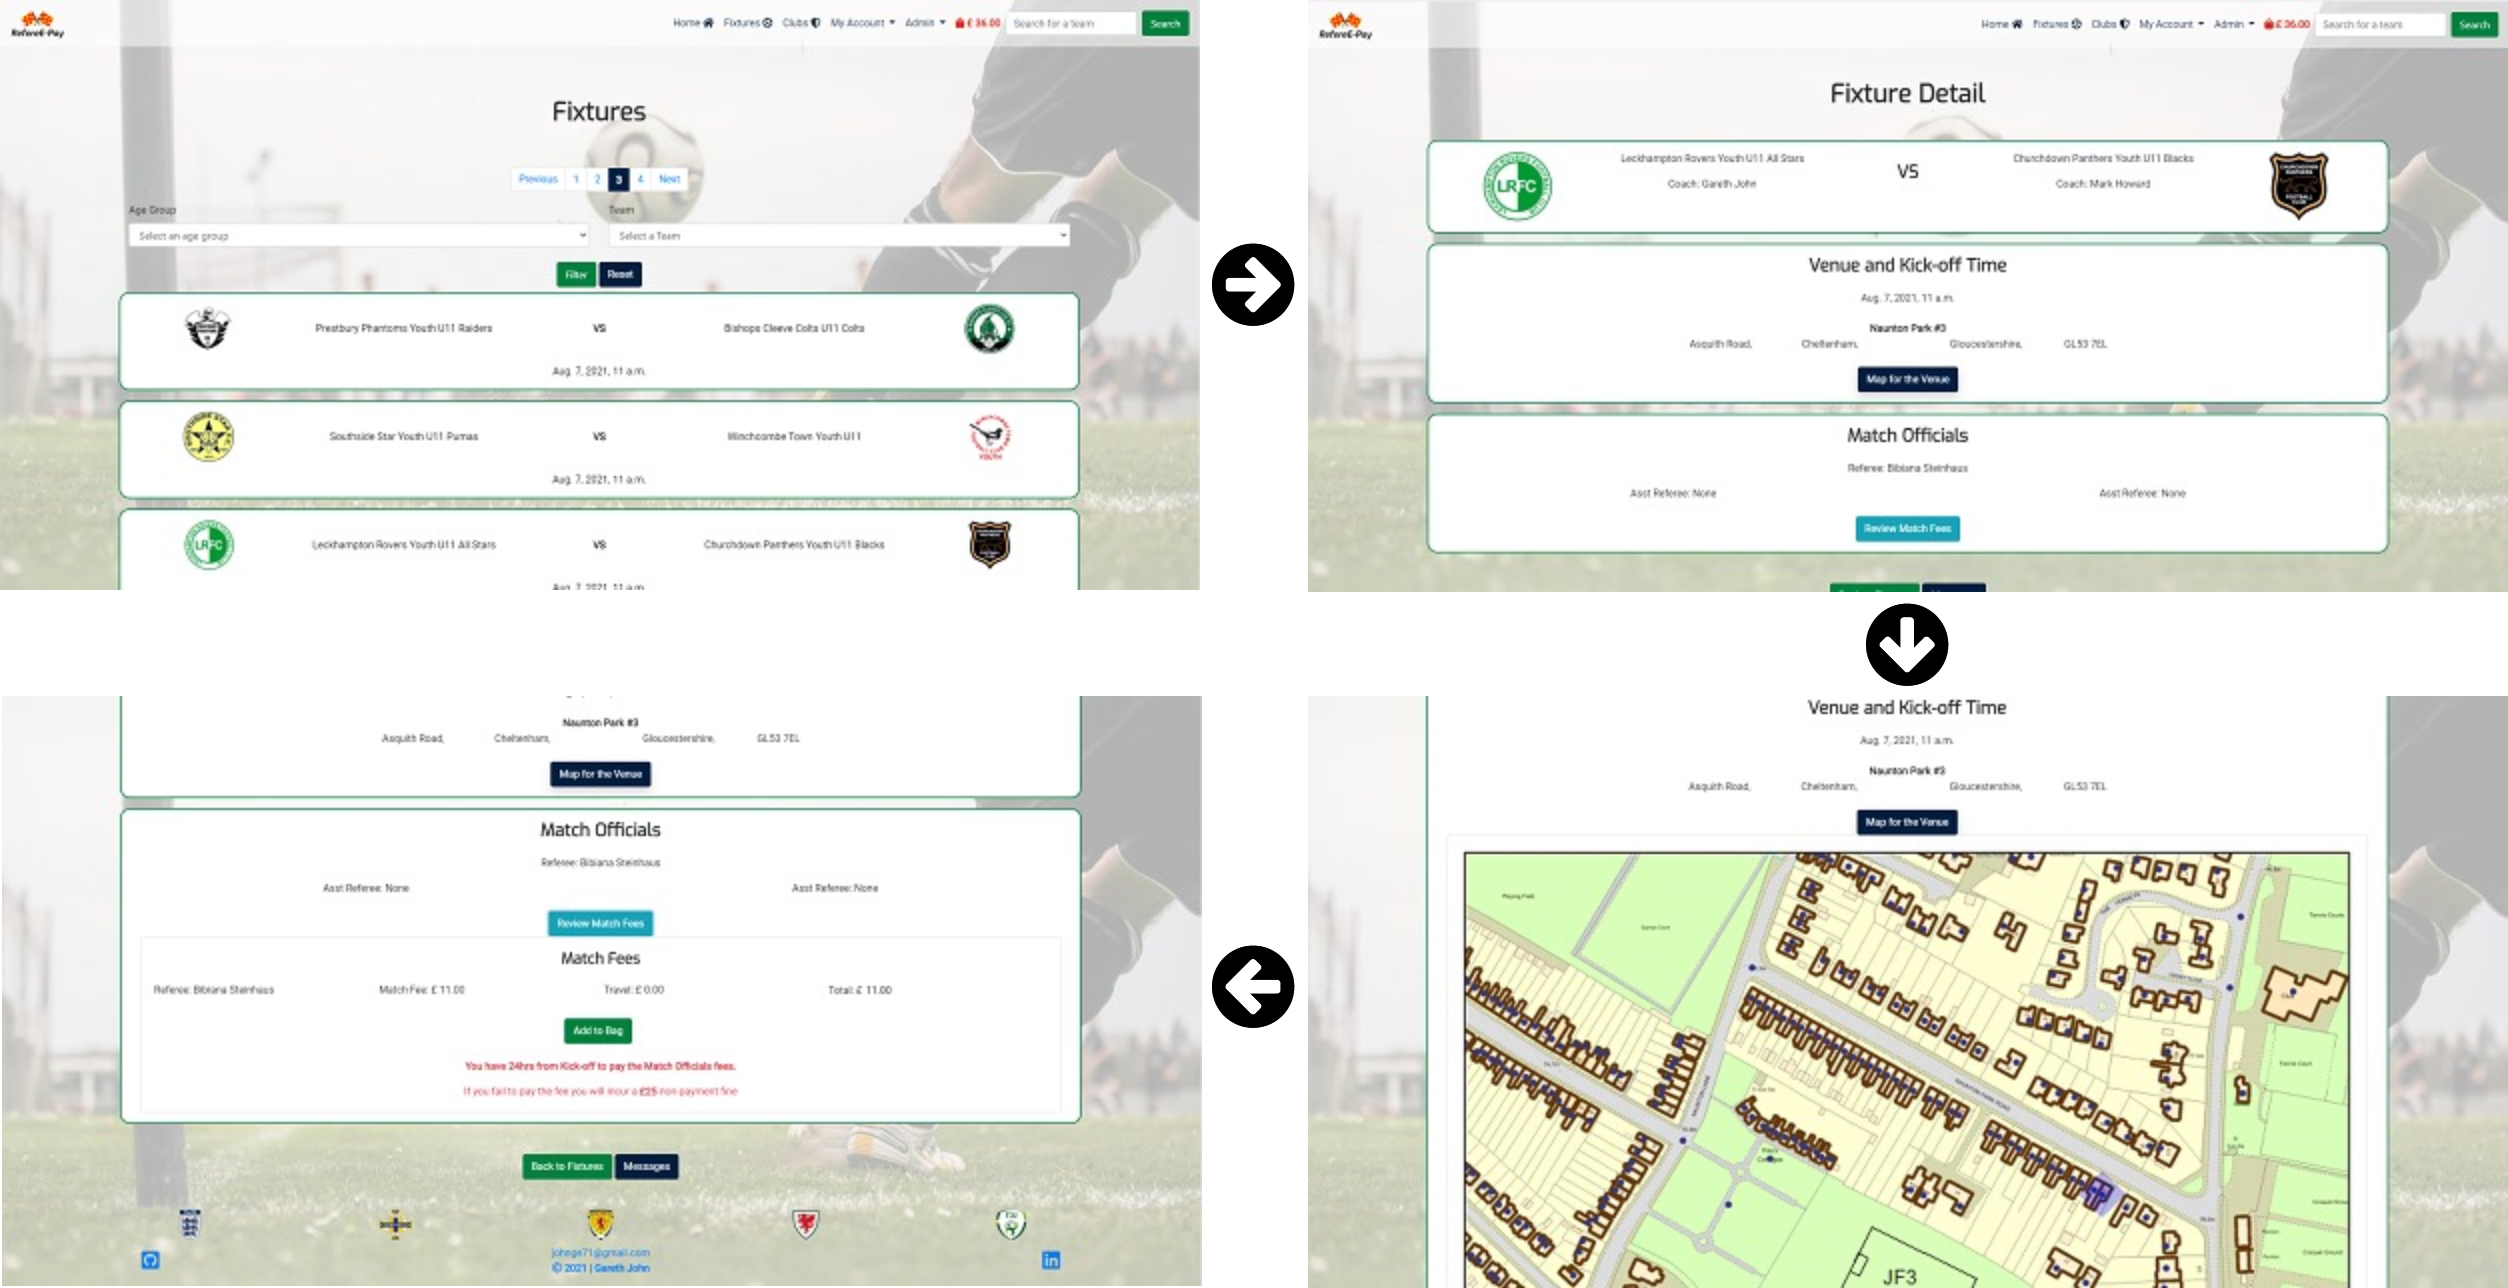 RefereE-Pay
Home Fixtures Clubs My Account Admin £ 36.00 Search for a team Search
Fixtures
Previous 1 2 3 4 Next
Age Group Team
Select an age group Select a Team
Filter Reset
Prestbury Phantoms Youth U11 Raiders VS Bishops Cleeve Colts U11 Colts
Aug. 7, 2021, 11 a.m.
Southside Star Youth U11 Pumas VS Winchcombe Town Youth U11
Aug. 7, 2021, 11 a.m.
LRFC Leckhampton Rovers Youth U11 All Stars VS Churchdown Panthers Youth U11 Blacks
Aug. 7, 2021, 11 a.m.
RefereE-Pay
Home Fixtures Clubs My Account Admin £ 36.00 Search for a team Search
Fixture Detail
LRFC Leckhampton Rovers Youth U11 All Stars VS Churchdown Panthers Youth U11 Blacks
Coach: Gareth John Coach: Mark Howard
Venue and Kick-off Time
Aug. 7, 2021, 11 a.m.
Naunton Park #3
Asquith Road, Cheltenham, Gloucestershire, GL53 7EL
Map for the Venue
Match Officials
Referee: Bibiana Steinhaus
Asst Referee: None Asst Referee: None
Review Match Fees
Venue and Kick-off Time
Aug. 7, 2021, 11 a.m.
Naunton Park #3
Asquith Road, Cheltenham, Gloucestershire, GL53 7EL
Map for the Venue
Playing Field
Tennis Courts
JF3
Naunton Park #3
Asquith Road, Cheltenham, Gloucestershire, GL53 7EL
Map for the Venue
Match Officials
Referee: Bibiana Steinhaus
Asst Referee: None Asst Referee: None
Review Match Fees
Match Fees
Referee: Bibiana Steinhaus Match Fee: £ 11.00 Travel: £ 0.00 Total: £ 11.00
Add to Bag
You have 24hrs from Kick-off to pay the Match Officials fees.
If you fail to pay the fee you will incur a £25 non payment fine
Back to Fixtures Messages
johnge71@gmail.com
© 2021 | Gareth John